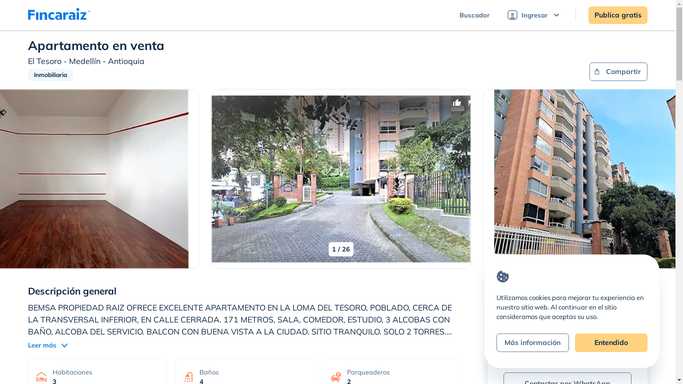 Fincaraiz
Buscador
Ingresar
Publica gratis
Apartamento en venta
El Tesoro - Medellín - Antioquia
Inmobiliaria
Compartir
1 / 26
Descripción general
BEMSA PROPIEDAD RAIZ OFRECE EXCELENTE APARTAMENTO EN LA LOMA DEL TESORO, POBLADO, CERCA DE
LA TRANSVERSAL INFERIOR, EN CALLE CERRADA. 171 METROS, SALA, COMEDOR, ESTUDIO, 3 ALCOBAS CON
BAÑO, ALCOBA DEL SERVICIO. BALCON CON BUENA VISTA A LA CIUDAD, SITIO TRANQUILO. SOLO 2 TORRES....
Leer más
Habitaciones
3
Baños
4
Parqueaderos
2
Utilizamos cookies para mejorar tu experiencia en
nuestro sitio web. Al continuar en el sitio
consideramos que aceptas su uso.
Más información
Entendido
Contactar por WhatsApp